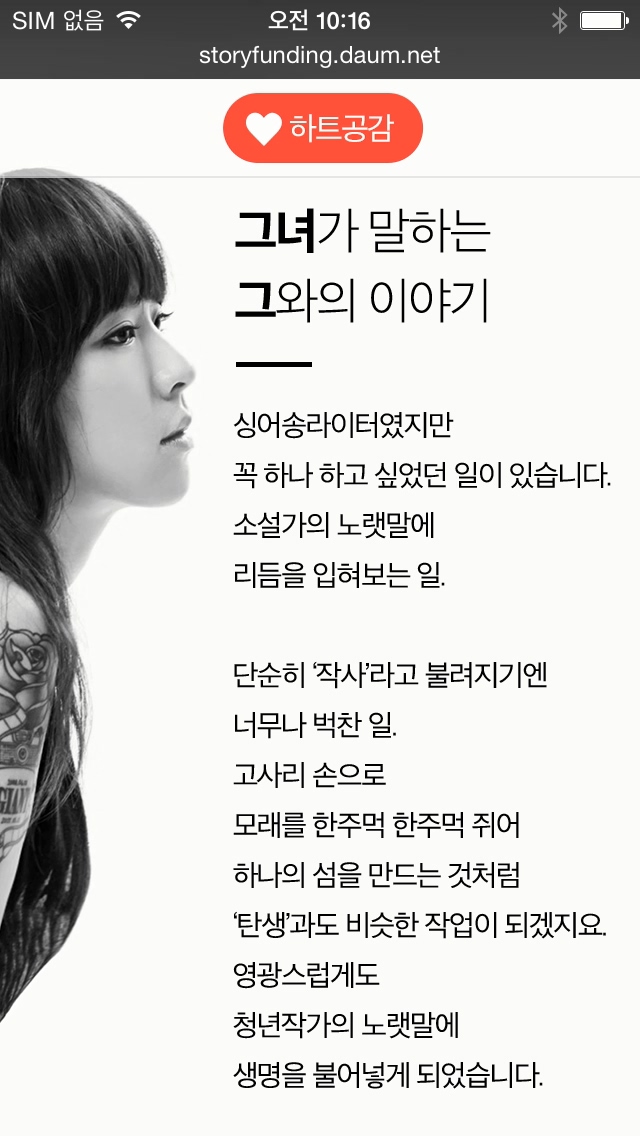 SIM 없음 오전 10:16
storyfunding.daum.net
하트공감
그녀가 말하는
그와의 이야기
싱어송라이터였지만
꼭 하나 하고 싶었던 일이 있습니다.
소설가의 노랫말에
리듬을 입혀보는 일.
단순히 ‘작사’라고 불려지기엔
너무나 벅찬 일.
고사리 손으로
모래를 한주먹 한주먹 쥐어
하나의 섬을 만드는 것처럼
‘탄생’과도 비슷한 작업이 되겠지요.
영광스럽게도
청년작가의 노랫말에
생명을 불어넣게 되었습니다.